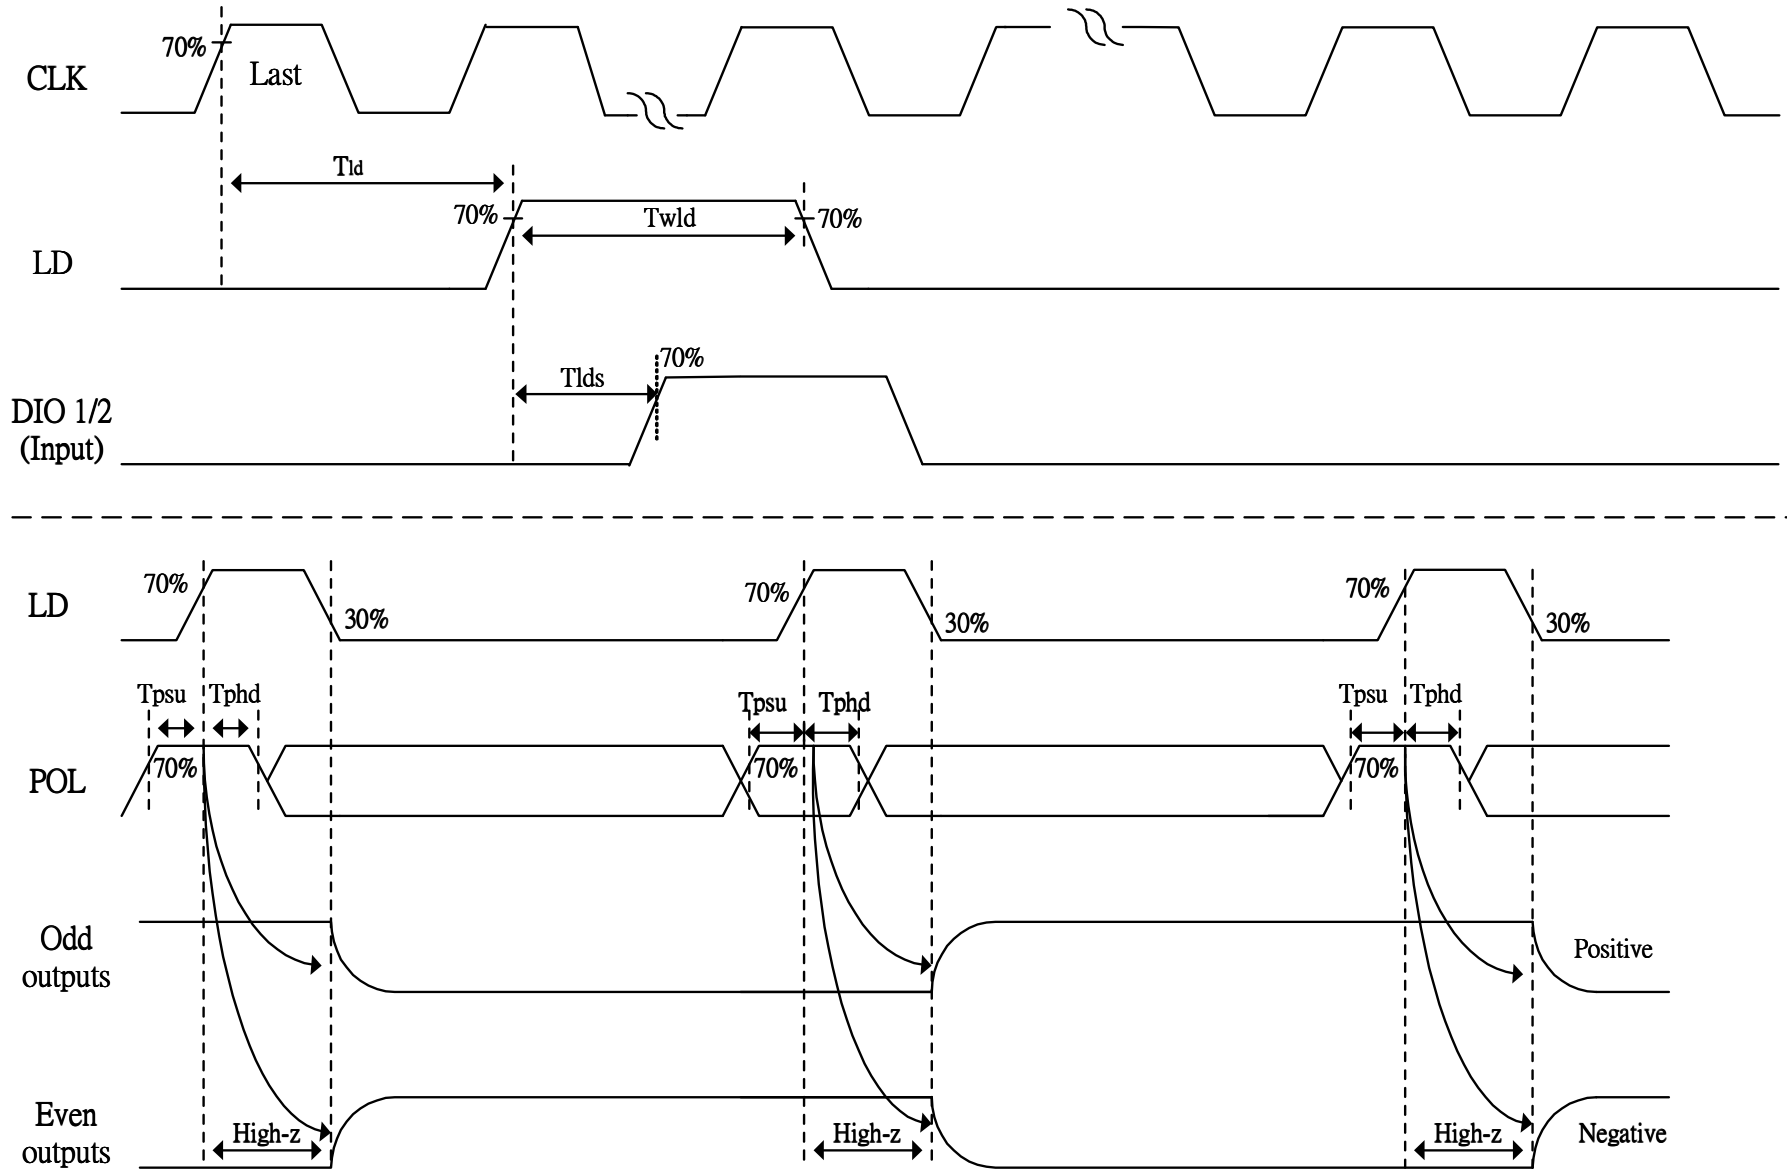 70%
CLK
Last
Tld
70%
Twld
70%
LD
70%
Tlds
DIO 1/2
(Input)
70%
70%
70%
LD
30%
30%
30%
Tpsu
Tphd
Tpsu
Tphd
Tpsu
Tphd
POL
70%
70%
70%
Odd
outputs
Positive
Even
outputs
High-z
High-z
High-z
Negative